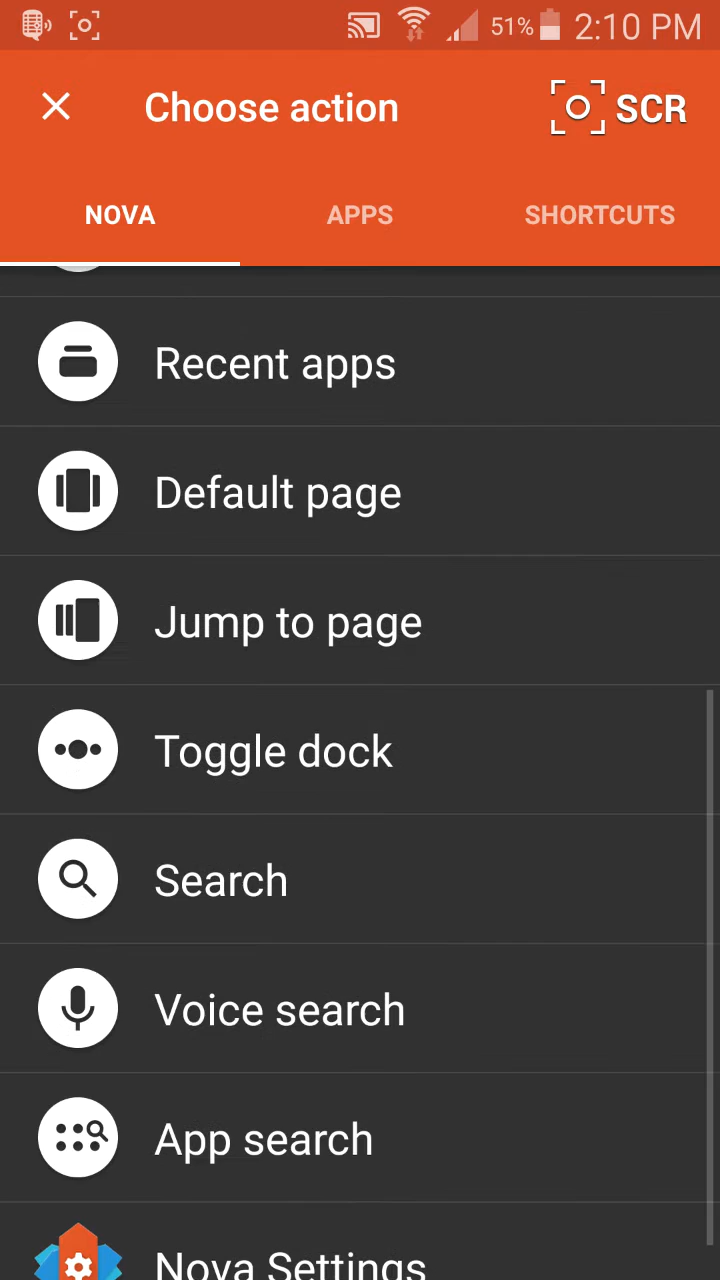 51% 2:10 PM
Choose action SCR
NOVA APPS SHORTCUTS
Recent apps
Default page
Jump to page
Toggle dock
Search
Voice search
App search
Nova Settings